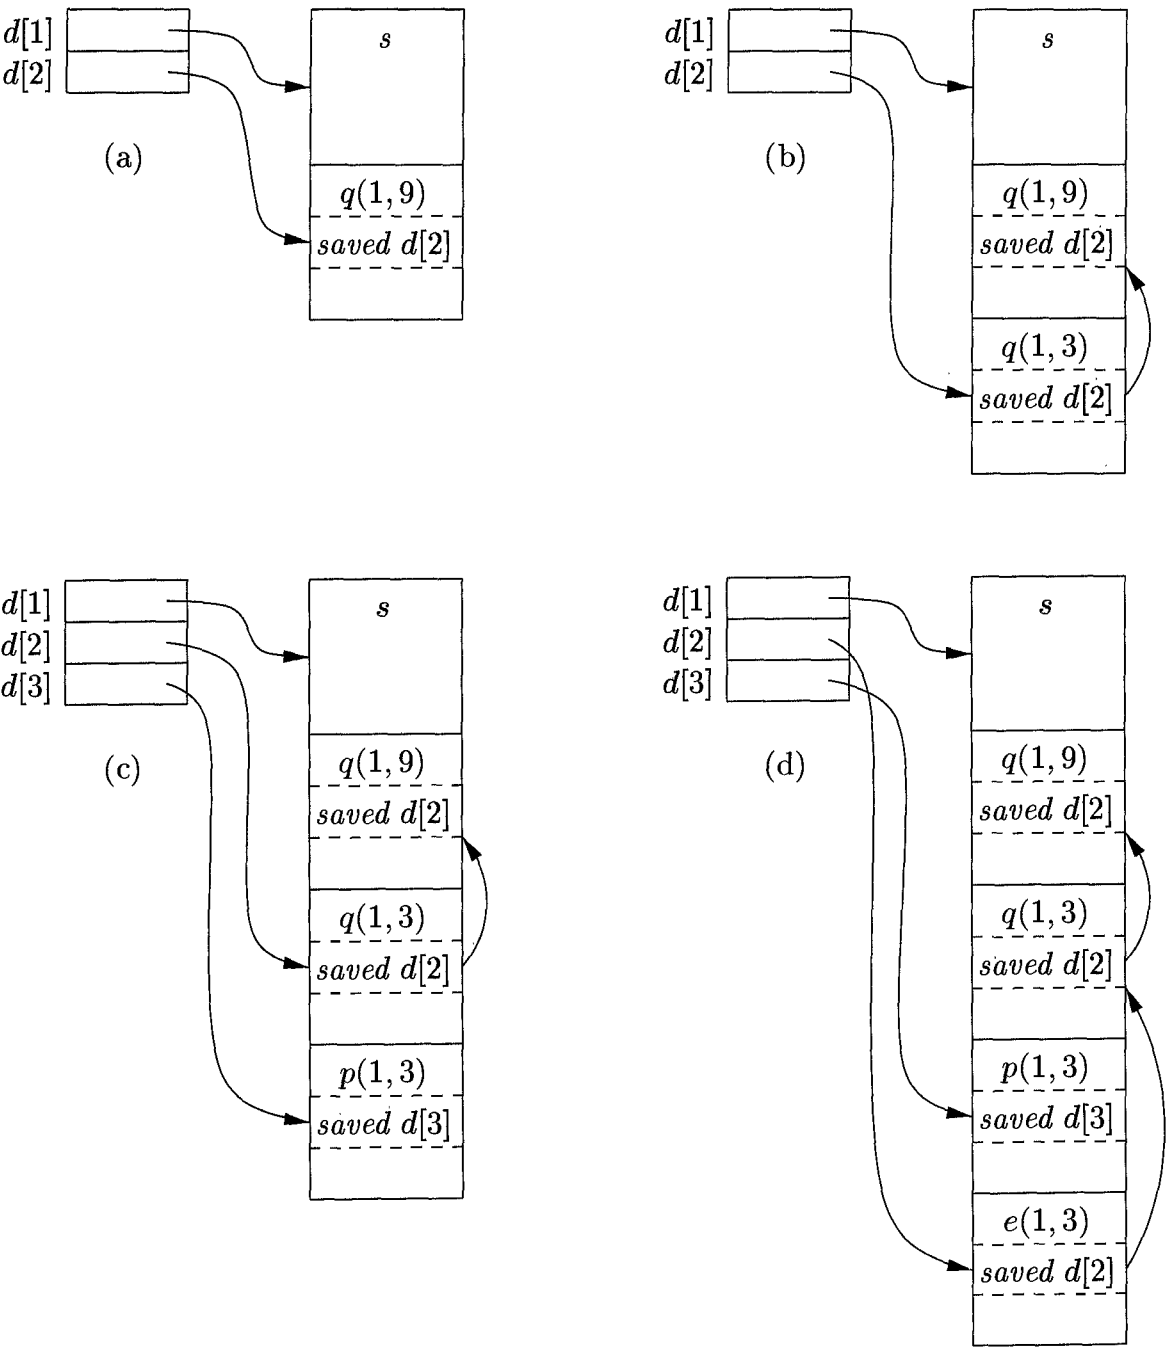 d[1]
d[2]
s
(a)
q(1, 9)
saved d[2]
d[1]
d[2]
s
(b)
q(1, 9)
saved d[2]
q(1, 3)
saved d[2]
d[1]
d[2]
d[3]
s
(c)
q(1, 9)
saved d[2]
q(1, 3)
saved d[2]
p(1, 3)
saved d[3]
d[1]
d[2]
d[3]
s
(d)
q(1, 9)
saved d[2]
q(1, 3)
saved d[2]
p(1, 3)
saved d[3]
e(1, 3)
saved d[2]